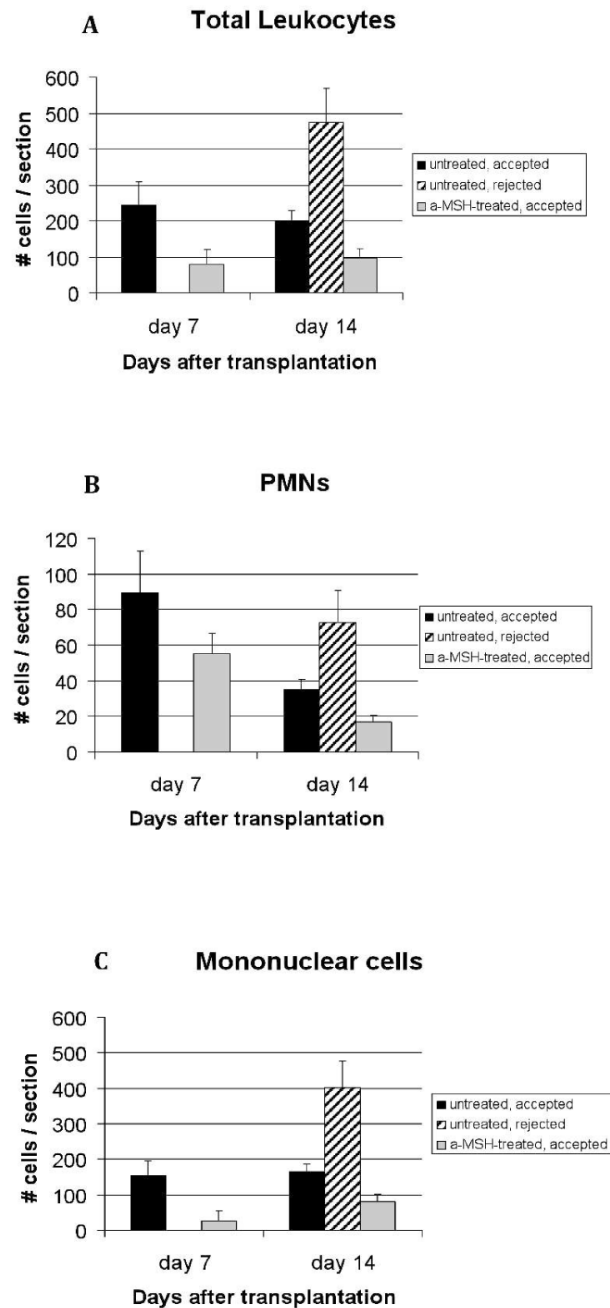 A Total Leukocytes
600
500
400
300
200
100
0
# cells / section
day 7 day 14
Days after transplantation
untreated, accepted
untreated, rejected
a-MSH-treated, accepted
B PMNs
120
100
80
60
40
20
0
# cells / section
day 7 day 14
Days after transplantation
untreated, accepted
untreated, rejected
a-MSH-treated, accepted
C Mononuclear cells
600
500
400
300
200
100
0
# cells / section
day 7 day 14
Days after transplantation
untreated, accepted
untreated, rejected
a-MSH-treated, accepted